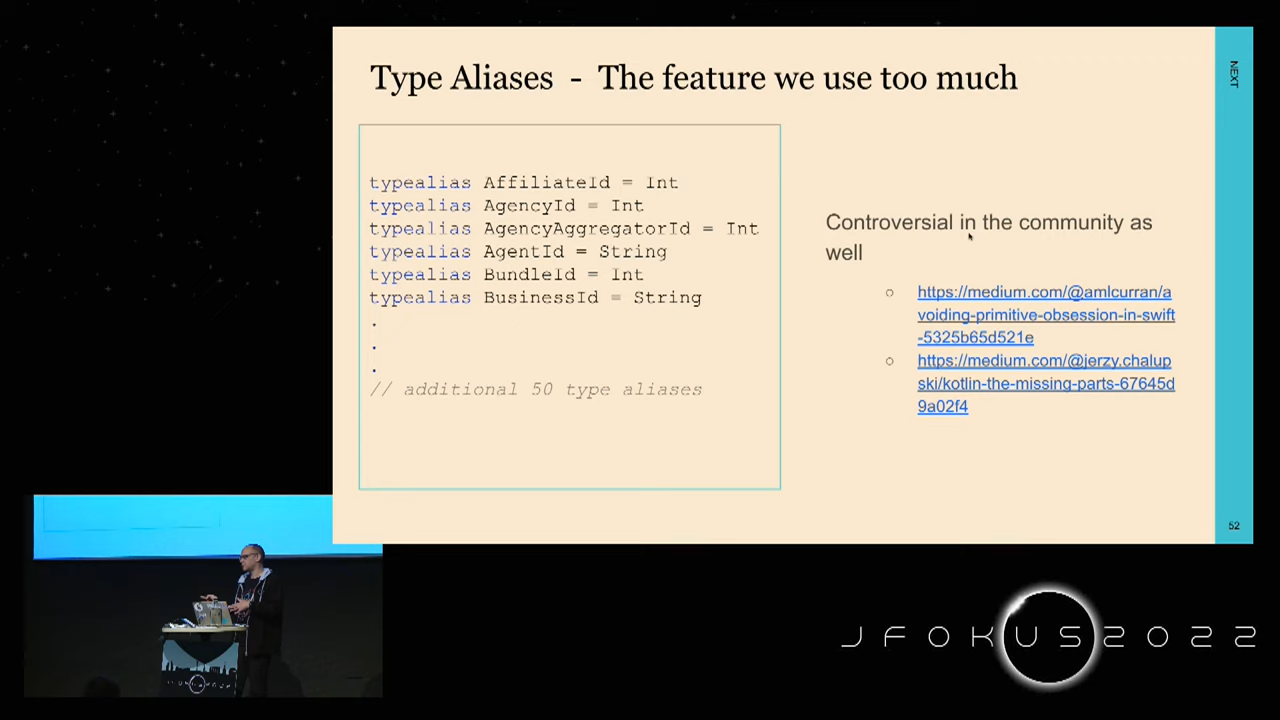 Type Aliases - The feature we use too much
NEXT
typealias AffiliateId = Int
typealias AgencyId = Int
typealias AgencyAggregatorId = Int
typealias AgentId = String
typealias BundleId = Int
typealias BusinessId = String
.
.
.
// additional 50 type aliases
Controversial in the community as
well
https://medium.com/@amlcurran/a
voiding-primitive-obsession-in-swift
-5325b65d521e
https://medium.com/@jerzy.chalup
ski/kotlin-the-missing-parts-67645d
9a02f4
52
JFOKUS2022